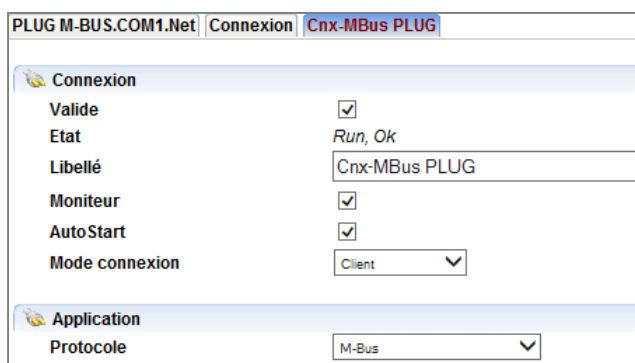 PLUG M-BUS.COM1.Net Connexion Cnx-MBus PLUG
Connexion
Valide
Etat Run, Ok
Libellé Cnx-MBus PLUG
Moniteur
AutoStart
Mode connexion Client
Application
Protocole M-Bus